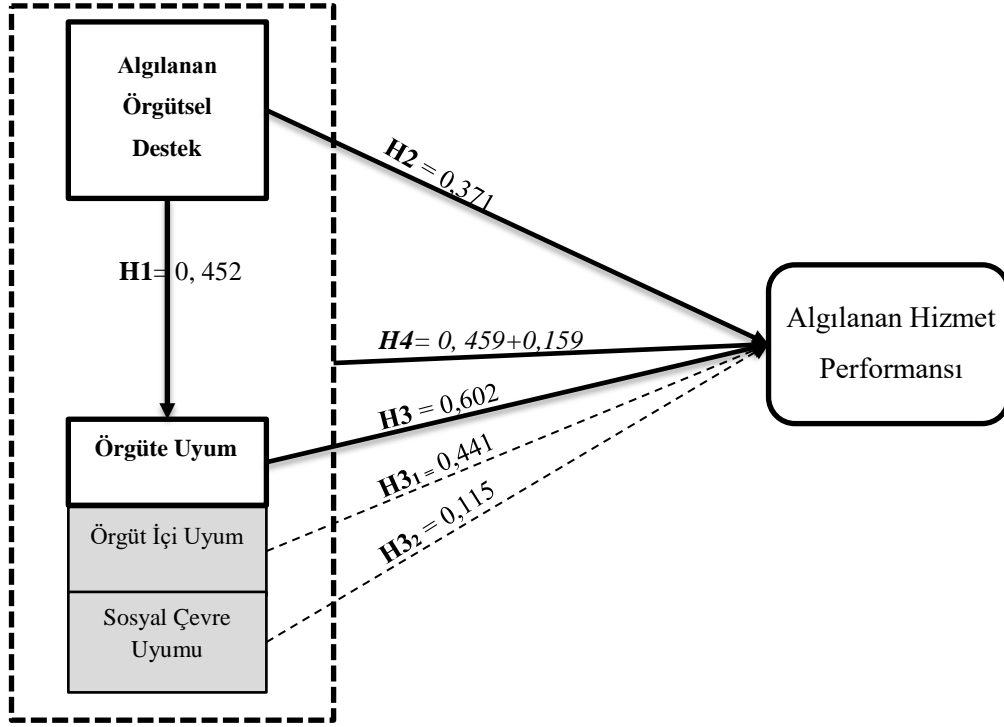 Algılanan
Örgütsel
Destek
H2 = 0,371
H1= 0, 452
Algılanan Hizmet
Performansı
H4= 0, 459+0,159
H3 = 0,602
Örgüte Uyum
H3₁ = 0,441
H3₂ = 0,115
Örgüt İçi Uyum
Sosyal Çevre
Uyumu